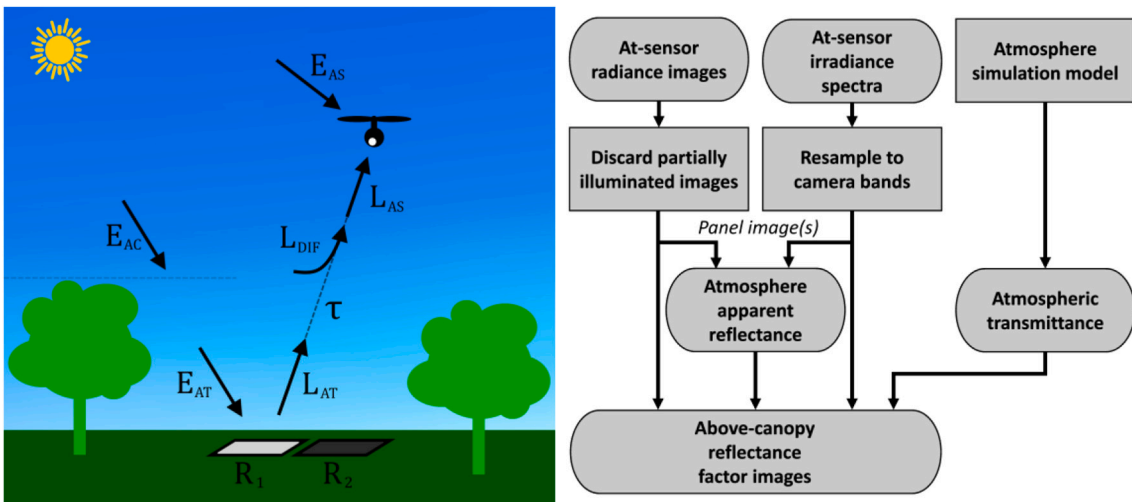 E_AS
L_AS
E_AC
L_DIF
τ
E_AT
L_AT
R_1
R_2
At-sensor
radiance images
At-sensor
irradiance
spectra
Atmosphere
simulation model
Discard partially
illuminated images
Resample to
camera bands
Panel image(s)
Atmosphere
apparent
reflectance
Atmospheric
transmittance
Above-canopy
reflectance
factor images